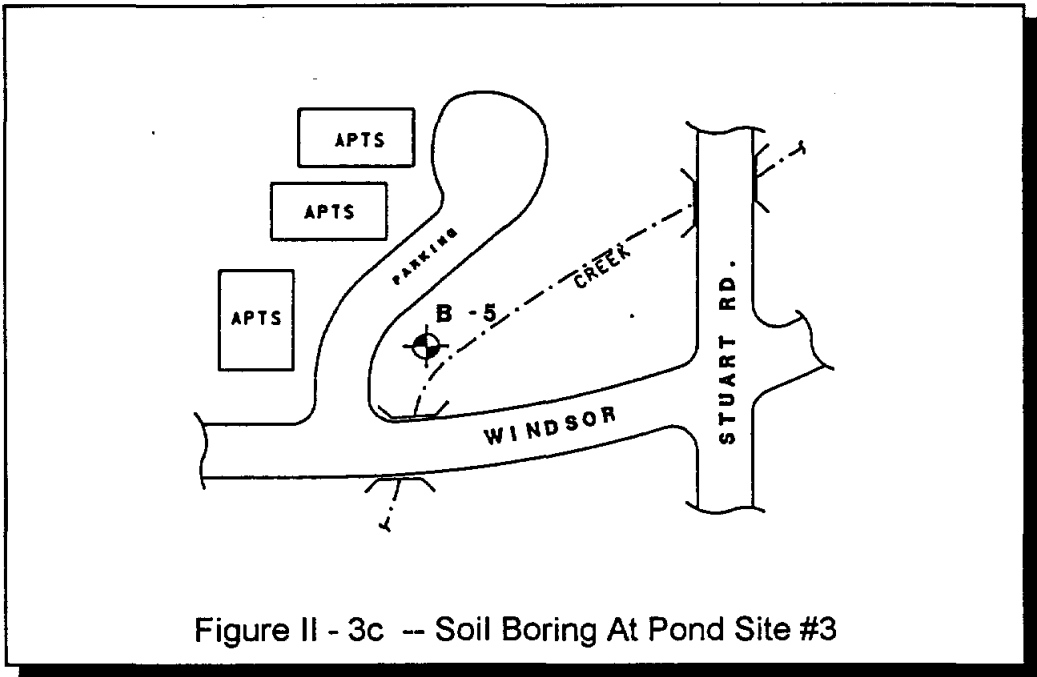 APTS
APTS
PARKING
CREEK
B - 5
APTS
STUART RD.
WINDSOR
Figure II - 3c -- Soil Boring At Pond Site #3